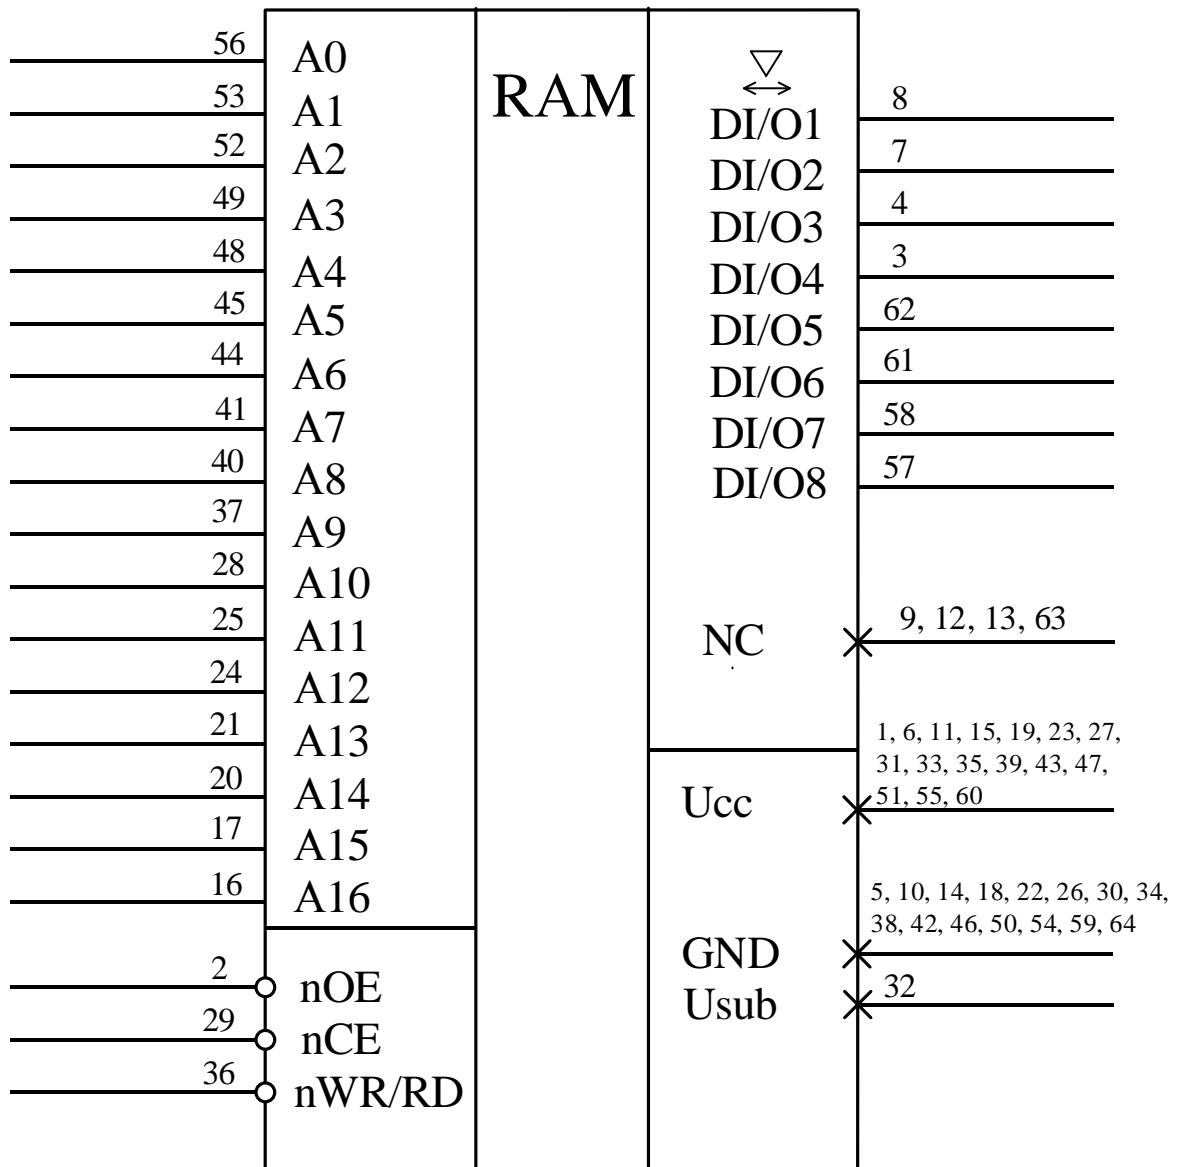 56 A0
53 A1
52 A2
49 A3
48 A4
45 A5
44 A6
41 A7
40 A8
37 A9
28 A10
25 A11
24 A12
21 A13
20 A14
17 A15
16 A16
2 nOE
29 nCE
36 nWR/RD
RAM
DI/O1 8
DI/O2 7
DI/O3 4
DI/O4 3
DI/O5 62
DI/O6 61
DI/O7 58
DI/O8 57
NC 9, 12, 13, 63
1, 6, 11, 15, 19, 23, 27,
31, 33, 35, 39, 43, 47,
Ucc 51, 55, 60
5, 10, 14, 18, 22, 26, 30, 34,
38, 42, 46, 50, 54, 59, 64
GND
Usub 32